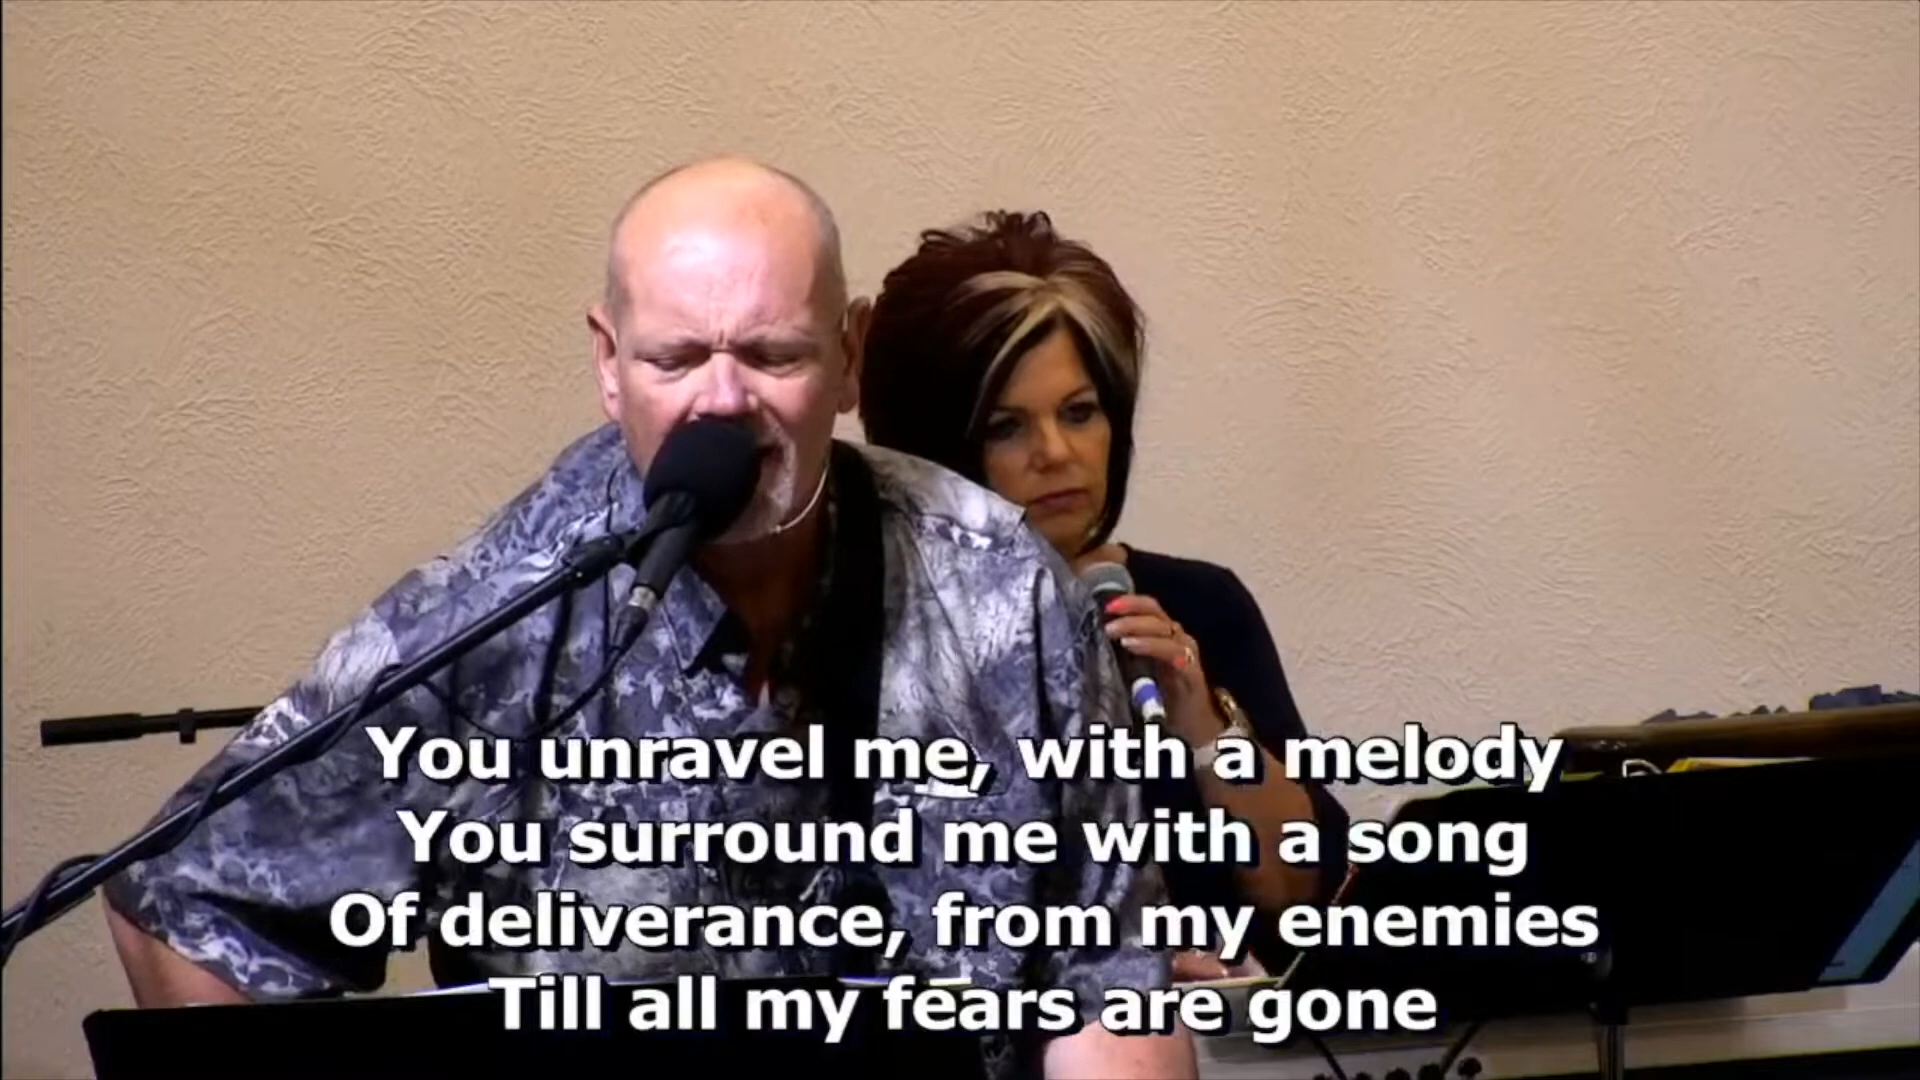 You unravel me, with a melody
You surround me with a song
Of deliverance, from my enemies
Till all my fears are gone